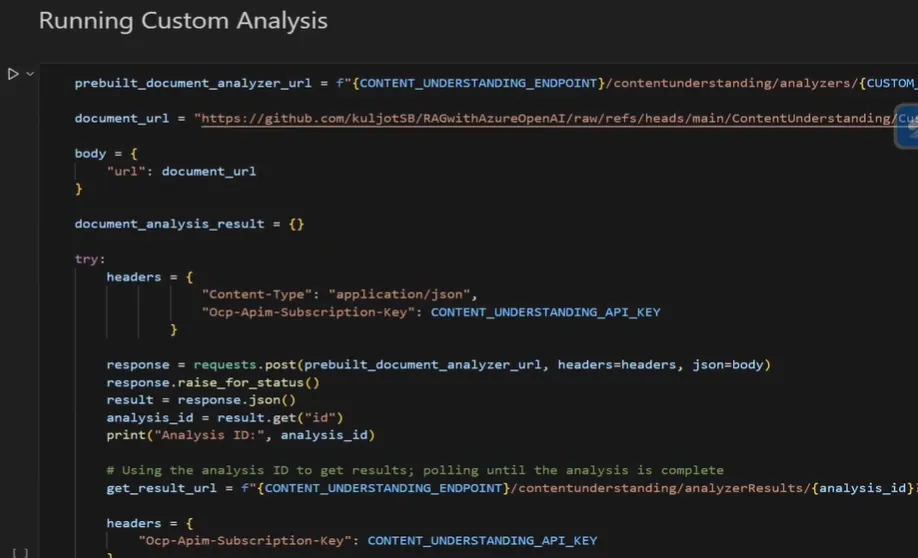 Running Custom Analysis
prebuilt_document_analyzer_url = f"{CONTENT_UNDERSTANDING_ENDPOINT}/contentunderstanding/analyzers/{CUSTOM_
document_url = "https://github.com/kuljotSB/RAGwithAzureOpenAI/raw/refs/heads/main/ContentUnderstanding/Cus
body = {
"url": document_url
}
document_analysis_result = {}
try:
headers = {
"Content-Type": "application/json",
"Ocp-Apim-Subscription-Key": CONTENT_UNDERSTANDING_API_KEY
}
response = requests.post(prebuilt_document_analyzer_url, headers=headers, json=body)
response.raise_for_status()
result = response.json()
analysis_id = result.get("id")
print("Analysis ID:", analysis_id)
# Using the analysis ID to get results; polling until the analysis is complete
get_result_url = f"{CONTENT_UNDERSTANDING_ENDPOINT}/contentunderstanding/analyzerResults/{analysis_id}?
headers = {
"Ocp-Apim-Subscription-Key": CONTENT_UNDERSTANDING_API_KEY
}
[ ]